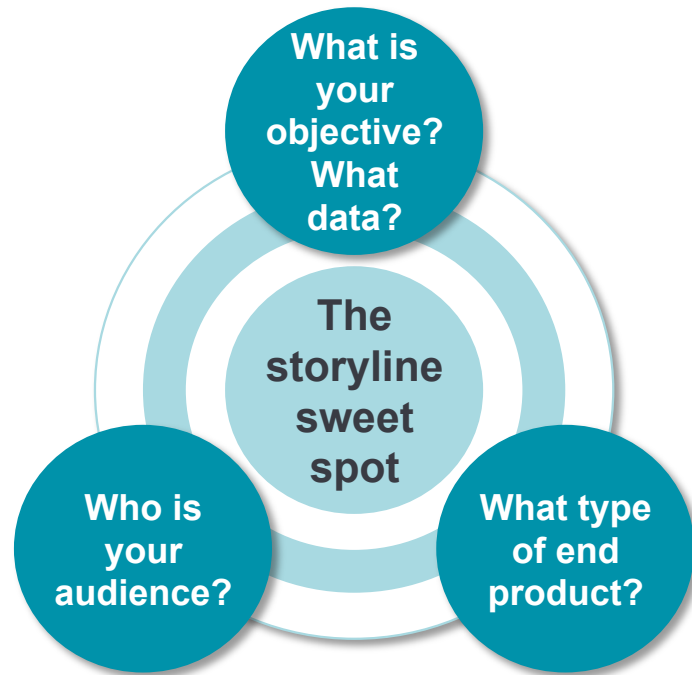 What is
your
objective?
What
data?
The
storyline
sweet
spot
Who is
your
audience?
What type
of end
product?